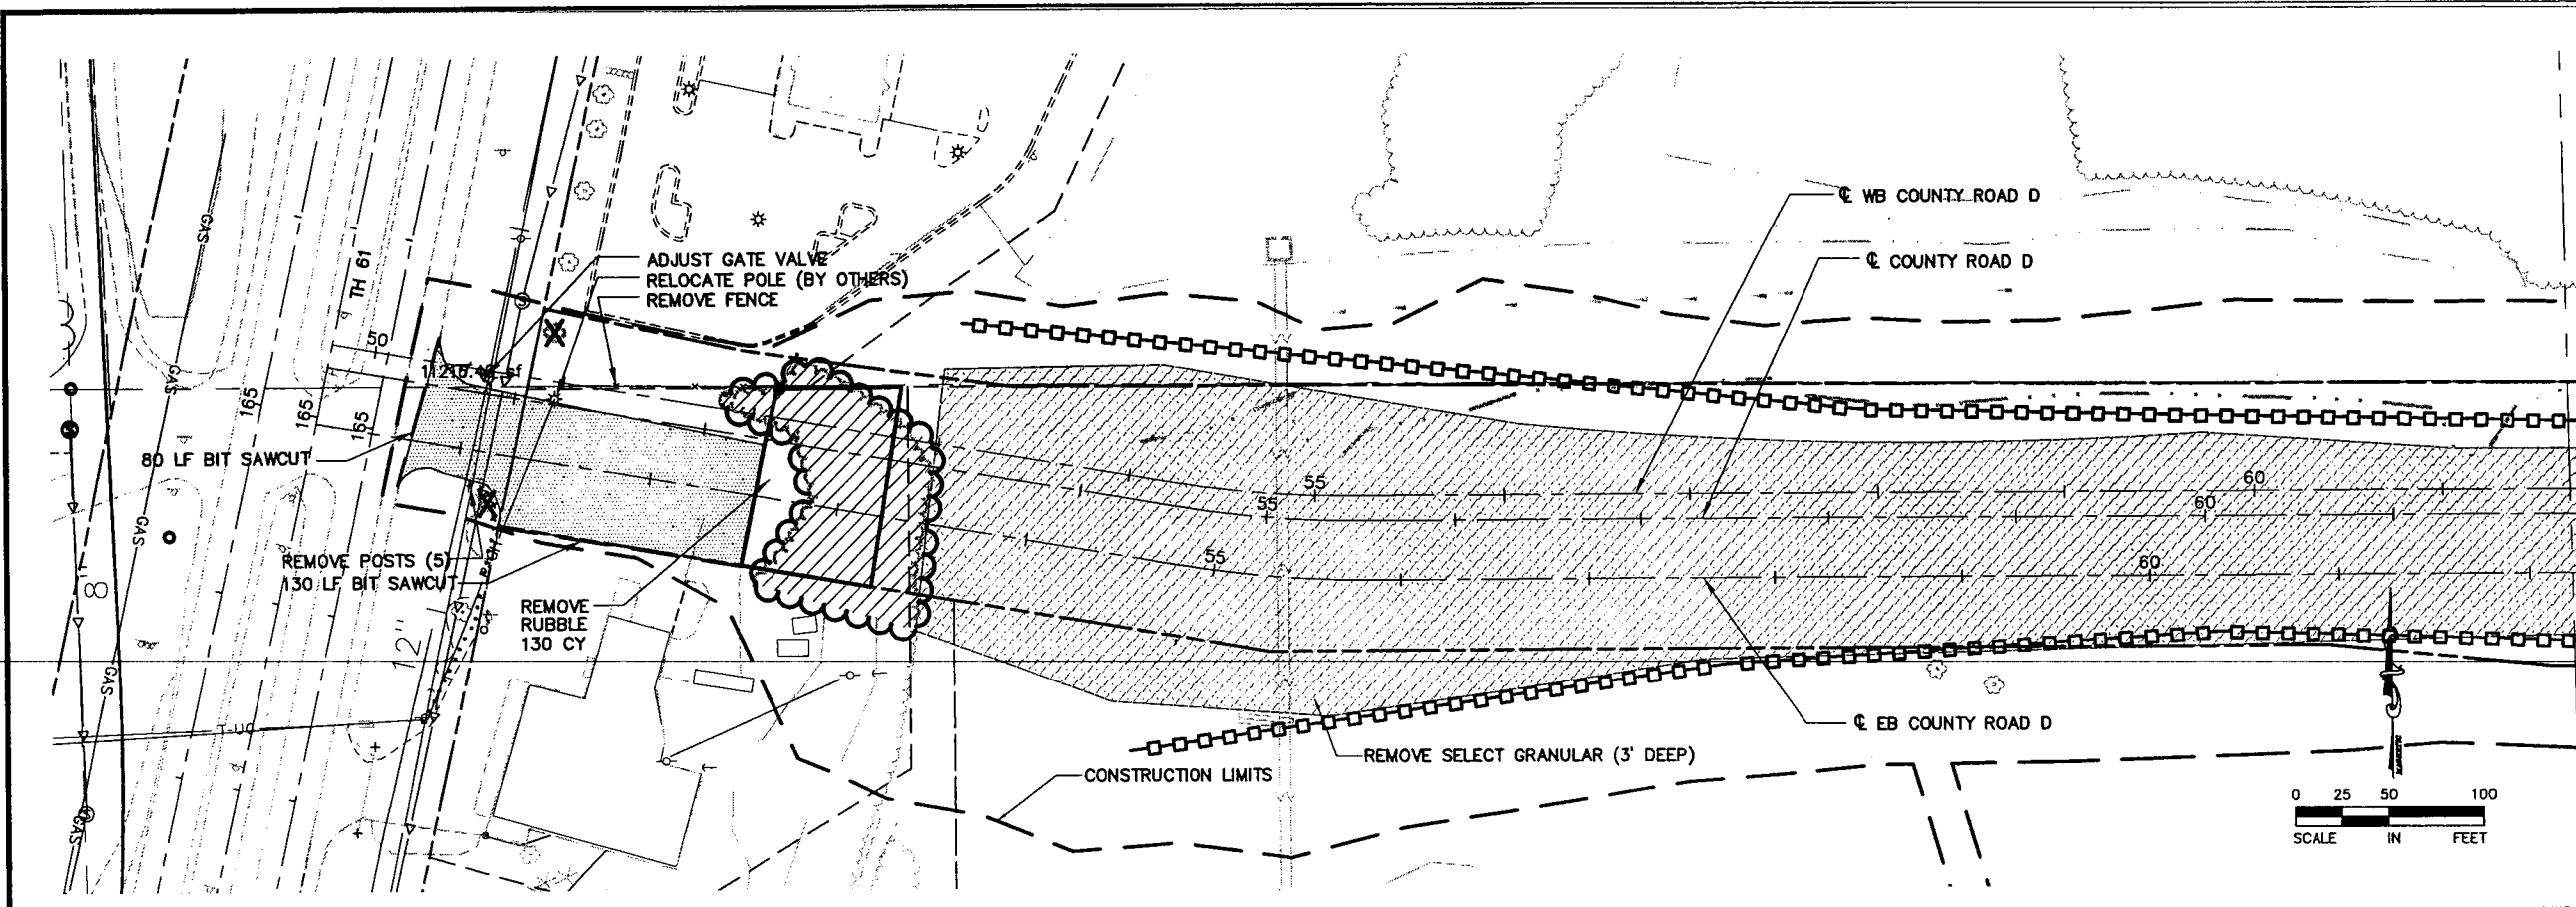 GAS
TH 61
50
ADJUST GATE VALVE
RELOCATE POLE (BY OTHERS)
REMOVE FENCE
℄ WB COUNTY ROAD D
℄ COUNTY ROAD D
GAS
165
165
165
80 LF BIT SAWCUT
55
55
55
60
60
60
GAS
REMOVE POSTS (5)
130 LF BIT SAWCUT
8
REMOVE
RUBBLE
130 CY
12"
GAS
T-UG
℄ EB COUNTY ROAD D
REMOVE SELECT GRANULAR (3' DEEP)
CONSTRUCTION LIMITS
GAS
0 25 50 100
SCALE IN FEET